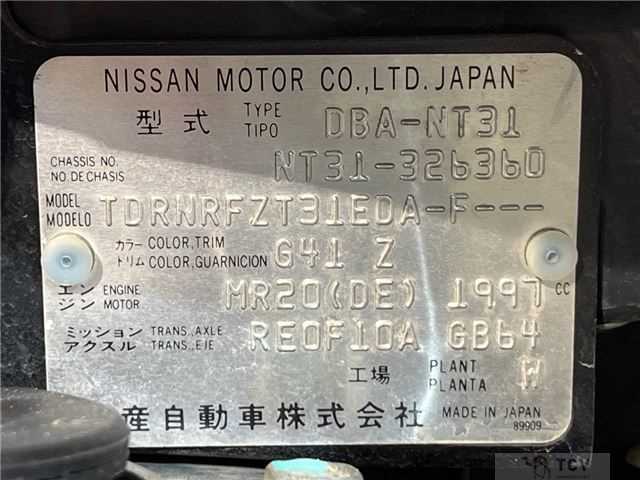 NISSAN MOTOR CO.,LTD. JAPAN
型式 TYPE TIPO DBA-NT31
CHASSIS NO. NO.DE CHASIS NT31-326360
MODEL MODELO TDRNRFZT31EDA-F---
カラー COLOR,TRIM
トリム COLOR,GUARNICION G41 Z
エンジン ENGINE MOTOR MR20(DE) 1997 CC
ミッション TRANS.,AXLE
アクスル TRANS.,EJE RE0F10A GB64
工場 PLANT PLANTA W
産自動車株式会社 MADE IN JAPAN
89909
TCV